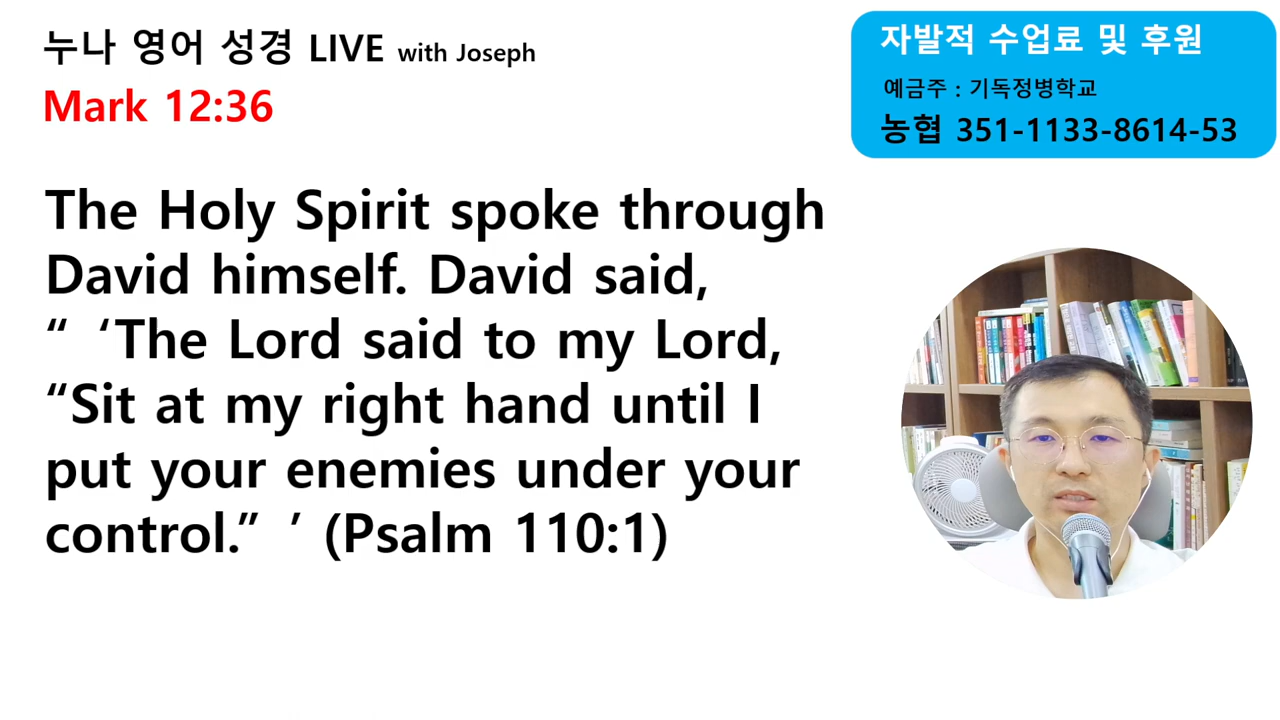 누나 영어 성경 LIVE with Joseph
Mark 12:36
자발적 수업료 및 후원
예금주 : 기독정병학교
농협 351-1133-8614-53
The Holy Spirit spoke through
David himself. David said,
“ ‘The Lord said to my Lord,
“Sit at my right hand until I
put your enemies under your
control.” ’ (Psalm 110:1)